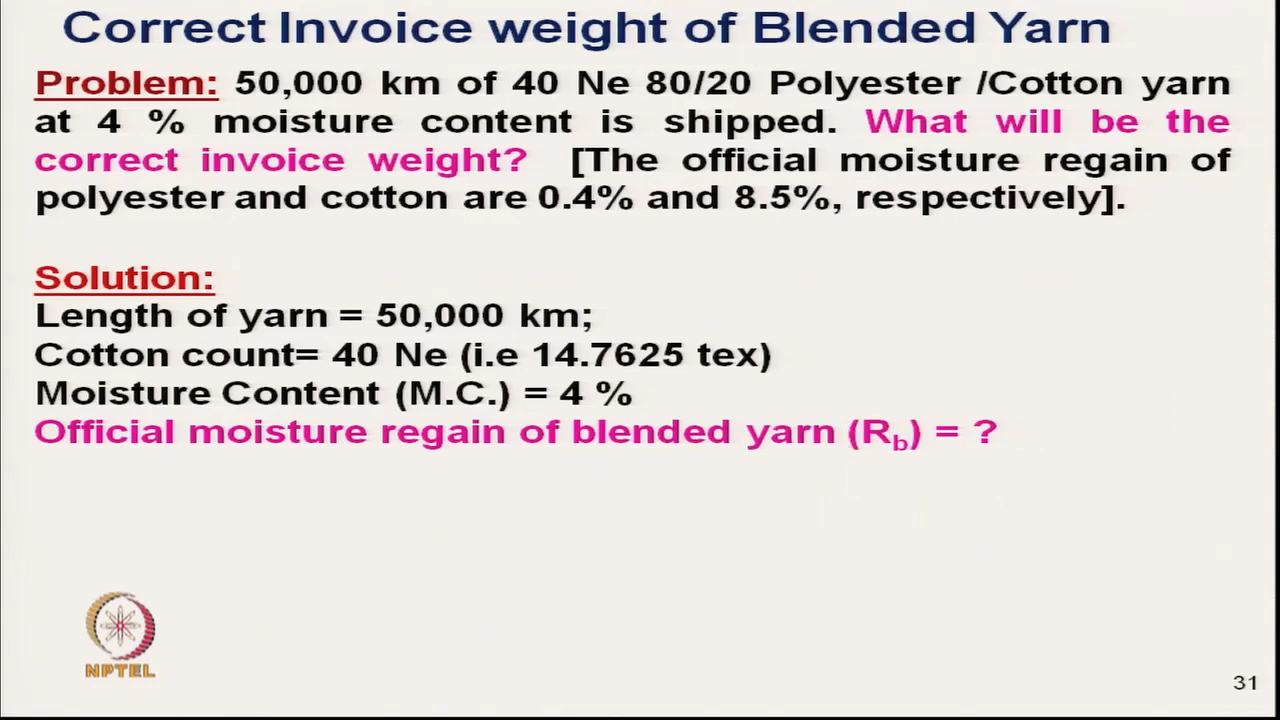 Correct Invoice weight of Blended Yarn
Problem: 50,000 km of 40 Ne 80/20 Polyester /Cotton yarn
at 4 % moisture content is shipped. What will be the
correct invoice weight? [The official moisture regain of
polyester and cotton are 0.4% and 8.5%, respectively].
Solution:
Length of yarn = 50,000 km;
Cotton count= 40 Ne (i.e 14.7625 tex)
Moisture Content (M.C.) = 4 %
Official moisture regain of blended yarn (Rb) = ?
NPTEL
31